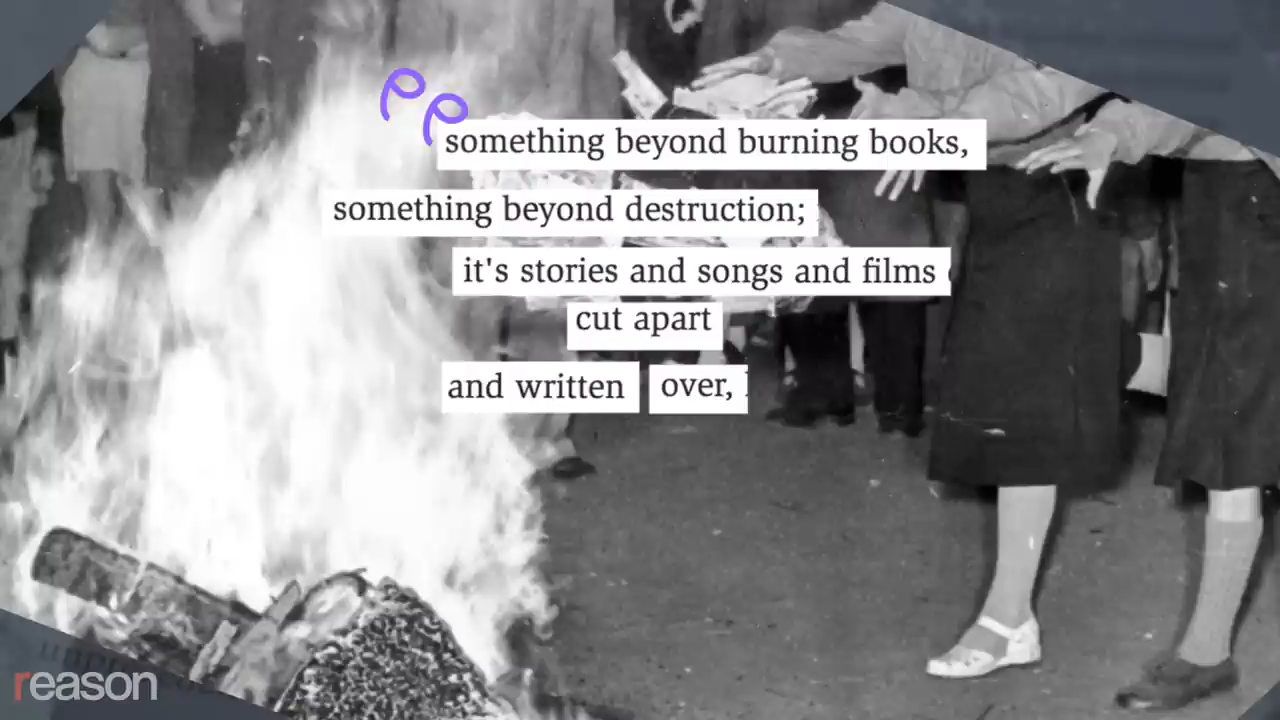 something beyond burning books,
something beyond destruction;
it's stories and songs and films
cut apart
and written over,
reason